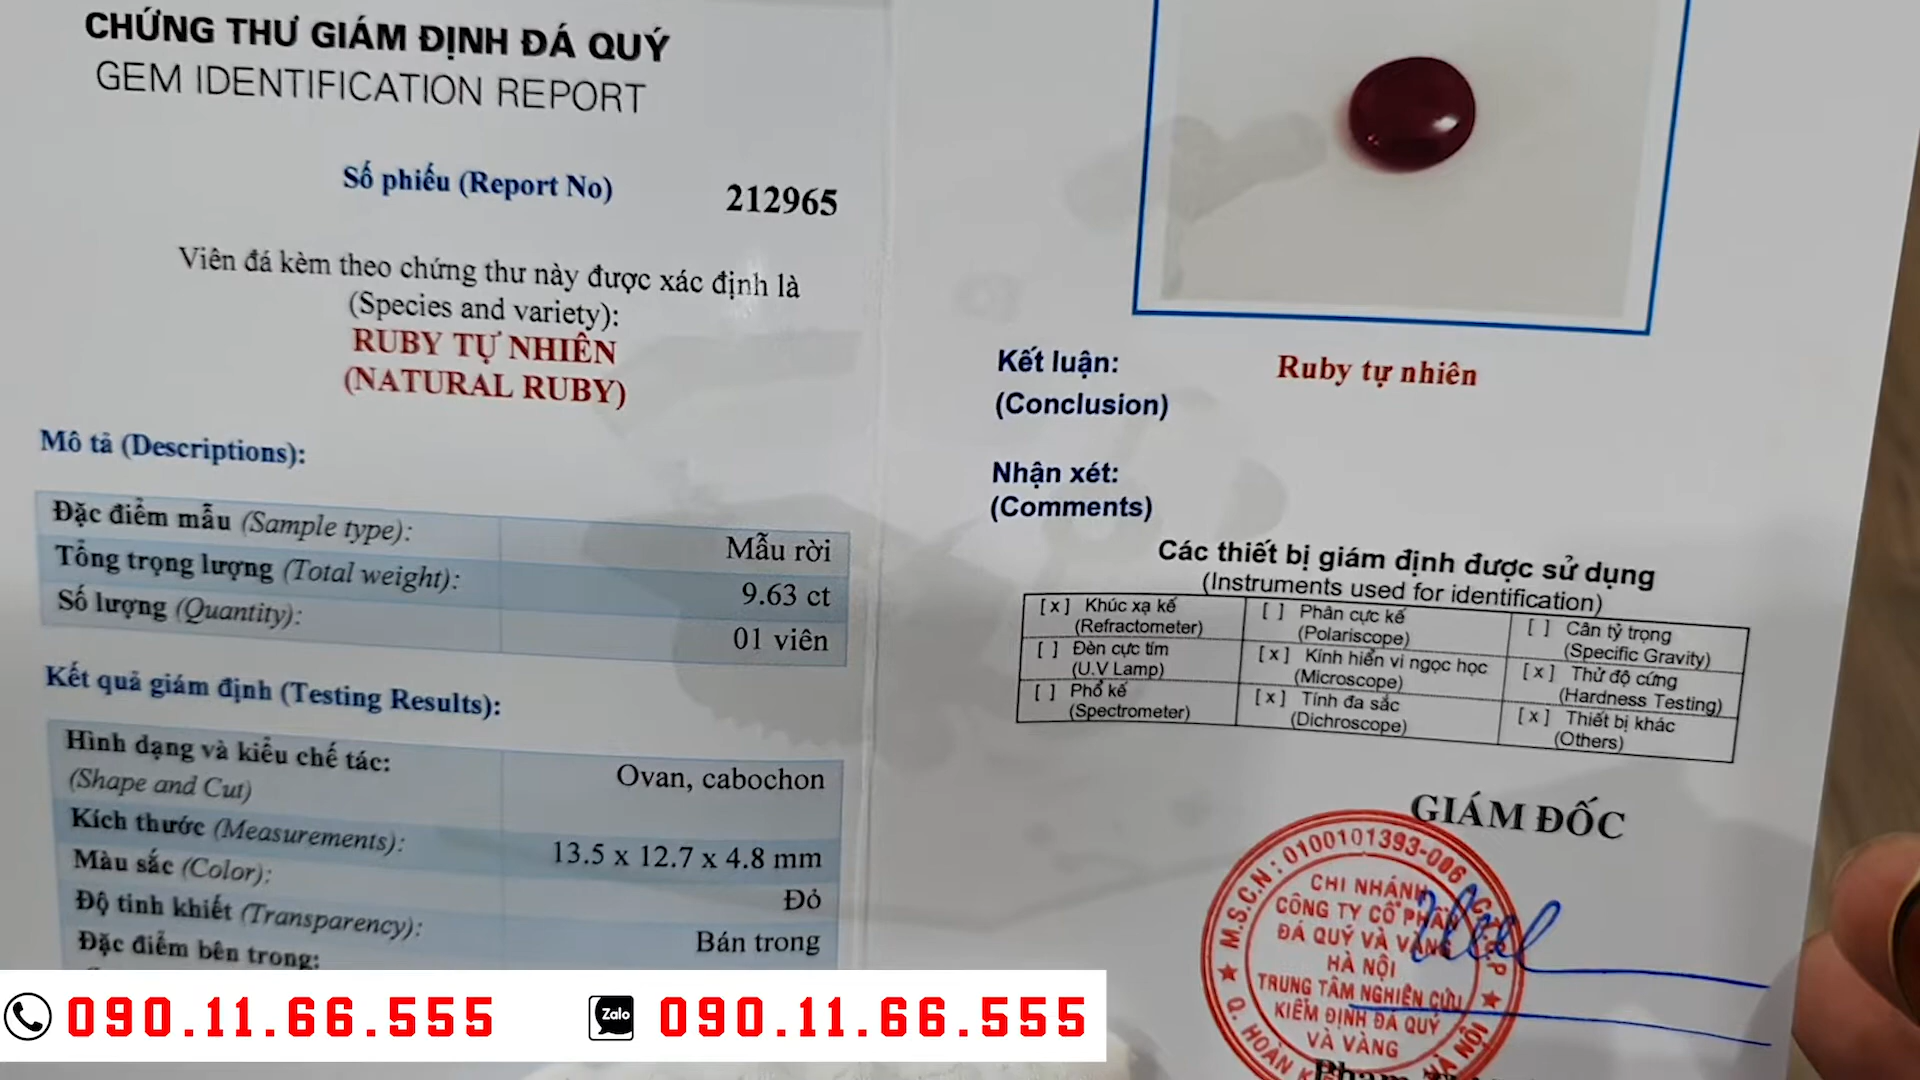 CHỨNG THƯ GIÁM ĐỊNH ĐÁ QUÝ
GEM IDENTIFICATION REPORT
Số phiếu (Report No) 212965
Viên đá kèm theo chứng thư này được xác định là
(Species and variety):
RUBY TỰ NHIÊN
(NATURAL RUBY)
Mô tả (Descriptions):
Đặc điểm mẫu (Sample type): Mẫu rời
Tổng trọng lượng (Total weight): 9.63 ct
Số lượng (Quantity): 01 viên
Kết quả giám định (Testing Results):
Hình dạng và kiểu chế tác: Ovan, cabochon
(Shape and Cut)
Kích thước (Measurements): 13.5 x 12.7 x 4.8 mm
Màu sắc (Color): Đỏ
Độ tinh khiết (Transparency): Bán trong
Đặc điểm bên trong:
Kết luận: Ruby tự nhiên
(Conclusion)
Nhận xét:
(Comments)
Các thiết bị giám định được sử dụng
(Instruments used for identification)
[x] Khúc xạ kế [ ] Phân cực kế [ ] Cân tỷ trọng
(Refractometer) (Polariscope) (Specific Gravity)
[ ] Đèn cực tím [x] Kính hiển vi ngọc học [x] Thử độ cứng
(U.V Lamp) (Microscope) (Hardness Testing)
[ ] Phổ kế [x] Tính đa sắc [x] Thiết bị khác
(Spectrometer) (Dichroscope) (Others)
GIÁM ĐỐC
M.S.C.N: 0100101393-006
CHI NHÁNH
CÔNG TY CỔ PHẦN
ĐÁ QUÝ VÀ VÀNG
HÀ NỘI
TRUNG TÂM NGHIÊN CỨU
KIỂM ĐỊNH ĐÁ QUÝ
VÀ VÀNG
Q. HOÀN
090.11.66.555
Zalo 090.11.66.555